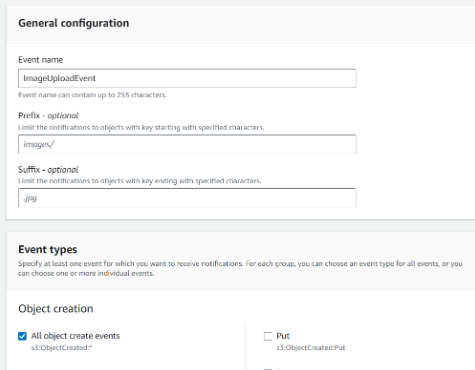 General configuration
Event name
ImageUploadEvent
Event name can contain up to 255 characters.
Prefix - optional
Limit the notifications to objects with key starting with specified characters.
images/
Suffix - optional
Limit the notifications to objects with key ending with specified characters.
.jpg
Event types
Specify at least one event for which you want to receive notifications. For each group, you can choose an event type for all events, or you
can choose one or more individual events.
Object creation
All object create events
s3:ObjectCreated:*
Put
s3:ObjectCreated:Put